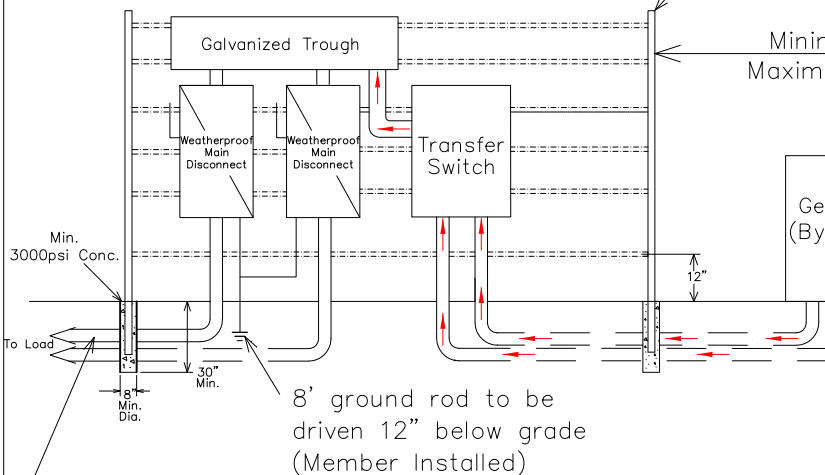 Galvanized Trough
Weatherproof
Main
Disconnect
Weatherproof
Main
Disconnect
Transfer
Switch
Maxim
Ge
(By
Min.
3000psi Conc.
12"
To Load
30"
Min.
8"
Min.
Dia.
8' ground rod to be
driven 12" below grade
(Member Installed)